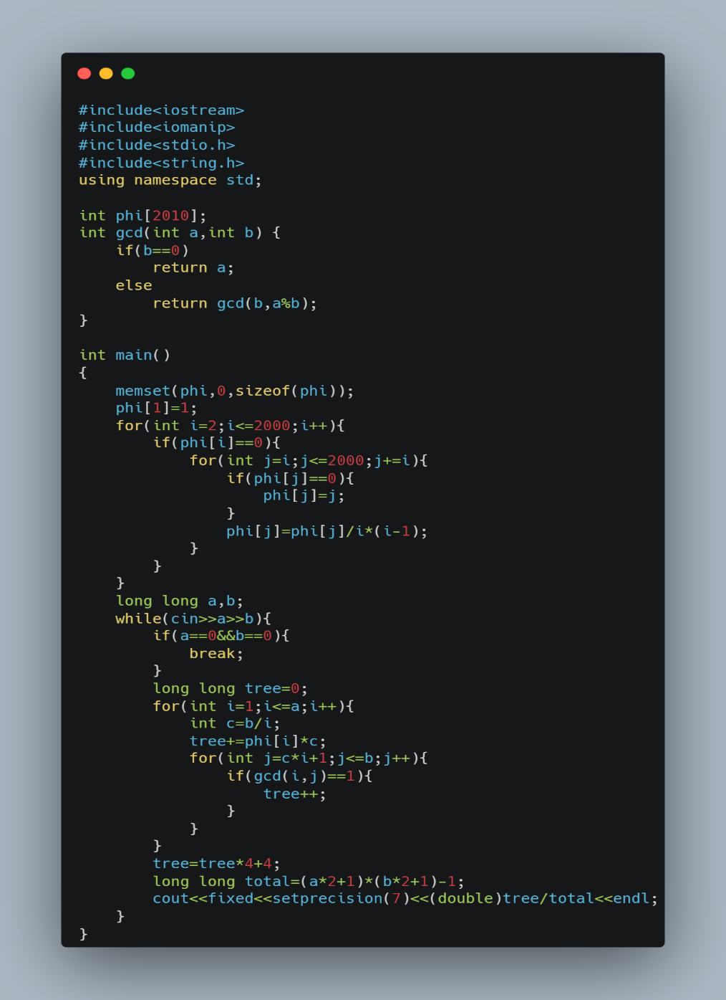 #include<iostream>
#include<iomanip>
#include<stdio.h>
#include<string.h>
using namespace std;

int phi[2010];
int gcd(int a,int b) {
    if(b==0)
        return a;
    else
        return gcd(b,a%b);
}

int main()
{
    memset(phi,0,sizeof(phi));
    phi[1]=1;
    for(int i=2;i<=2000;i++){
        if(phi[i]==0){
            for(int j=i;j<=2000;j+=i){
                if(phi[j]==0){
                    phi[j]=j;
                }
                phi[j]=phi[j]/i*(i-1);
            }
        }
    }
    long long a,b;
    while(cin>>a>>b){
        if(a==0&&b==0){
            break;
        }
        long long tree=0;
        for(int i=1;i<=a;i++){
            int c=b/i;
            tree+=phi[i]*c;
            for(int j=c*i+1;j<=b;j++){
                if(gcd(i,j)==1){
                    tree++;
                }
            }
        }
        tree=tree*4+4;
        long long total=(a*2+1)*(b*2+1)-1;
        cout<<fixed<<setprecision(7)<<(double)tree/total<<endl;
    }
}